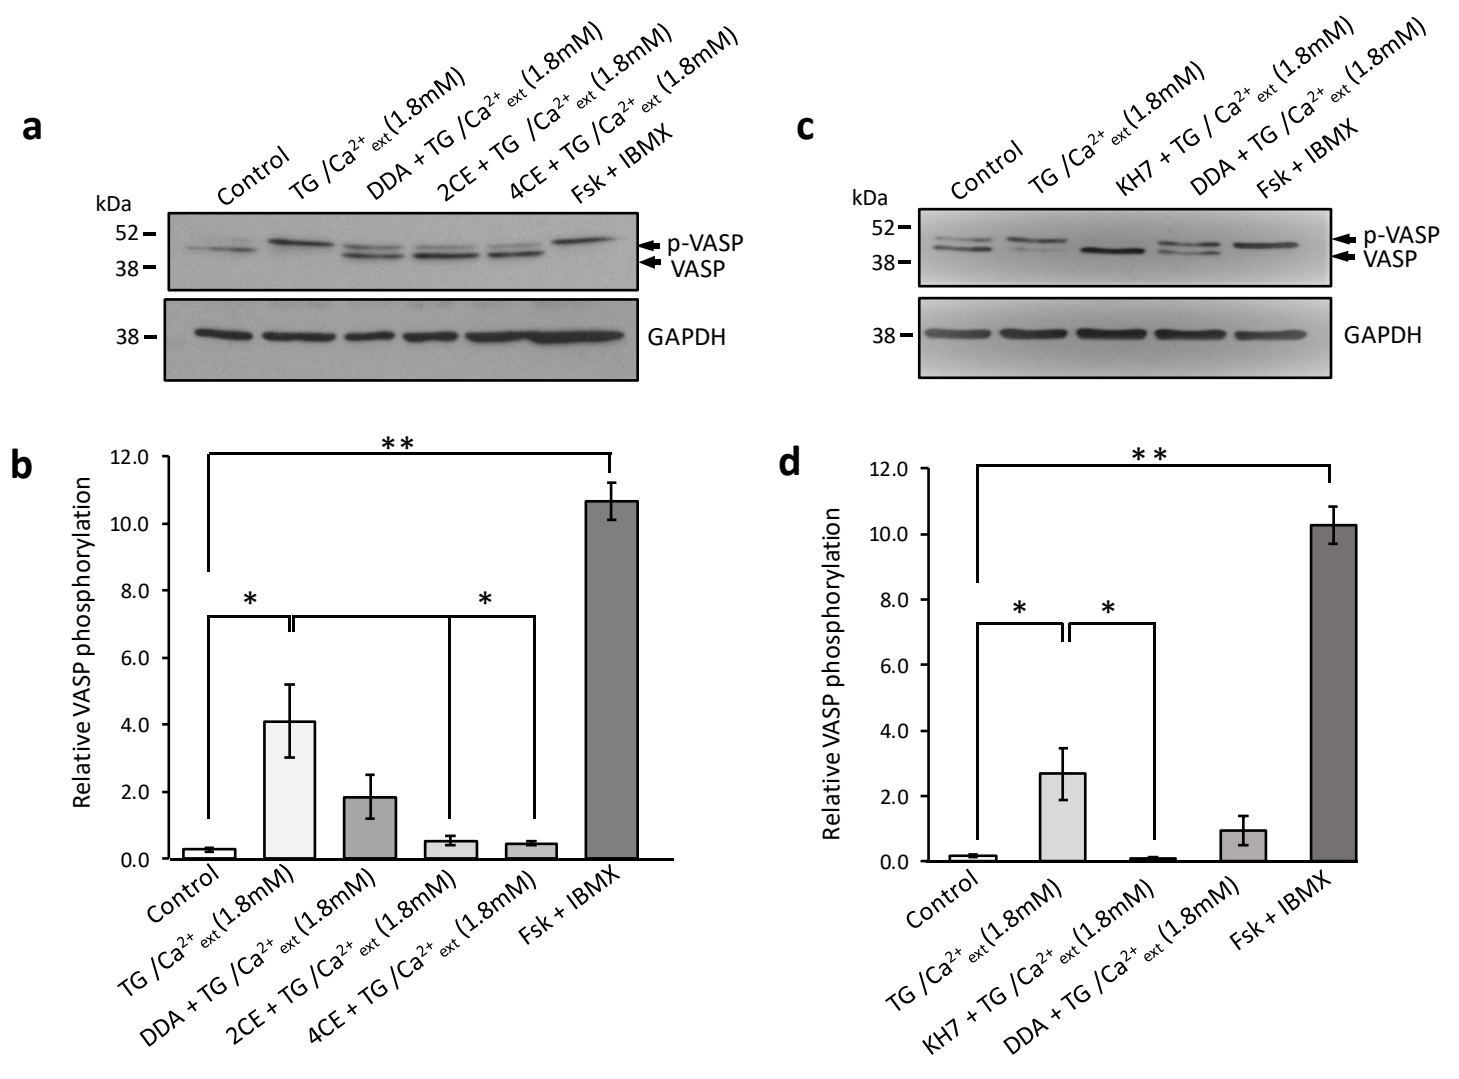 a
Control
TG /Ca2+ ext (1.8mM)
DDA + TG /Ca2+ ext (1.8mM)
2CE + TG /Ca2+ ext (1.8mM)
4CE + TG /Ca2+ ext (1.8mM)
Fsk + IBMX
kDa
52
38
p-VASP
VASP
38
GAPDH
c
Control
TG /Ca2+ ext (1.8mM)
KH7 + TG / Ca2+ ext (1.8mM)
DDA + TG /Ca2+ ext (1.8mM)
Fsk + IBMX
kDa
52
38
p-VASP
VASP
38
GAPDH
b
Relative VASP phosphorylation
12.0
10.0
8.0
6.0
4.0
2.0
0.0
**
*
*
Control
TG /Ca2+ ext (1.8mM)
DDA + TG /Ca2+ ext (1.8mM)
2CE + TG /Ca2+ ext (1.8mM)
4CE + TG /Ca2+ ext (1.8mM)
Fsk + IBMX
d
Relative VASP phosphorylation
12.0
10.0
8.0
6.0
4.0
2.0
0.0
**
*
*
Control
TG /Ca2+ ext (1.8mM)
KH7 + TG /Ca2+ ext (1.8mM)
DDA + TG /Ca2+ ext (1.8mM)
Fsk + IBMX